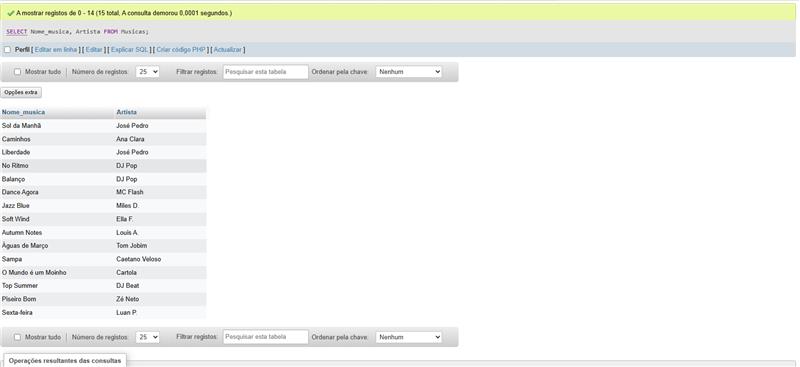 A mostrar registos de 0 - 14 (15 total, A consulta demorou 0,0001 segundos.)
SELECT Nome_musica, Artista FROM Musicas;
Perfil [ Editar em linha ] [ Editar ] [ Explicar SQL ] [ Criar código PHP ] [ Actualizar ]
Mostrar tudo | Número de registos: 25 Filtrar registos: Pesquisar esta tabela Ordenar pela chave: Nenhum
Opções extra
Nome_musica Artista
Sol da Manhã José Pedro
Caminhos Ana Clara
Liberdade José Pedro
No Ritmo DJ Pop
Balanço DJ Pop
Dance Agora MC Flash
Jazz Blue Miles D.
Soft Wind Ella F.
Autumn Notes Louis A.
Águas de Março Tom Jobim
Sampa Caetano Veloso
O Mundo é um Moinho Cartola
Top Summer DJ Beat
Piseiro Bom Zé Neto
Sexta-feira Luan P.
Mostrar tudo | Número de registos: 25 Filtrar registos: Pesquisar esta tabela Ordenar pela chave: Nenhum
Operações resultantes das consultas